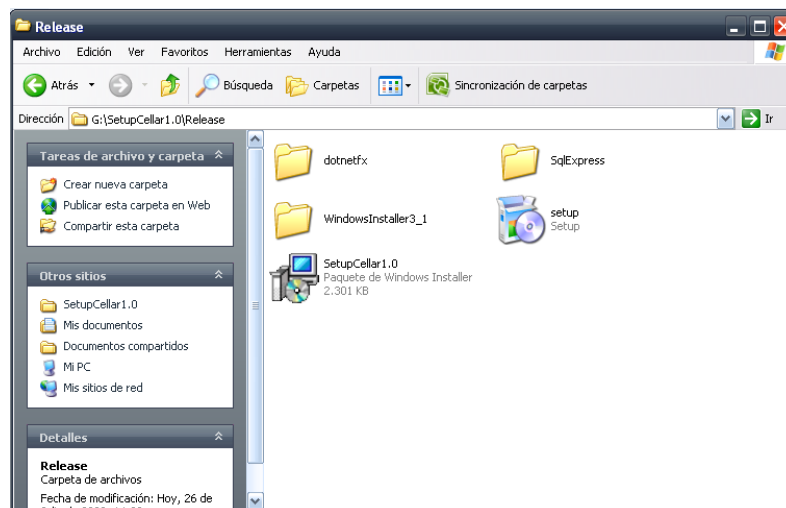 Release
Archivo Edición Ver Favoritos Herramientas Ayuda
Atrás Búsqueda Carpetas Sincronización de carpetas
Dirección G:\SetupCellar1.0\Release Ir
Tareas de archivo y carpeta
Crear nueva carpeta
Publicar esta carpeta en Web
Compartir esta carpeta
Otros sitios
SetupCellar1.0
Mis documentos
Documentos compartidos
Mi PC
Mis sitios de red
Detalles
Release
Carpeta de archivos
Fecha de modificación: Hoy, 26 de
dotnetfx
SqlExpress
WindowsInstaller3_1
setup
Setup
SetupCellar1.0
Paquete de Windows Installer
2.301 KB